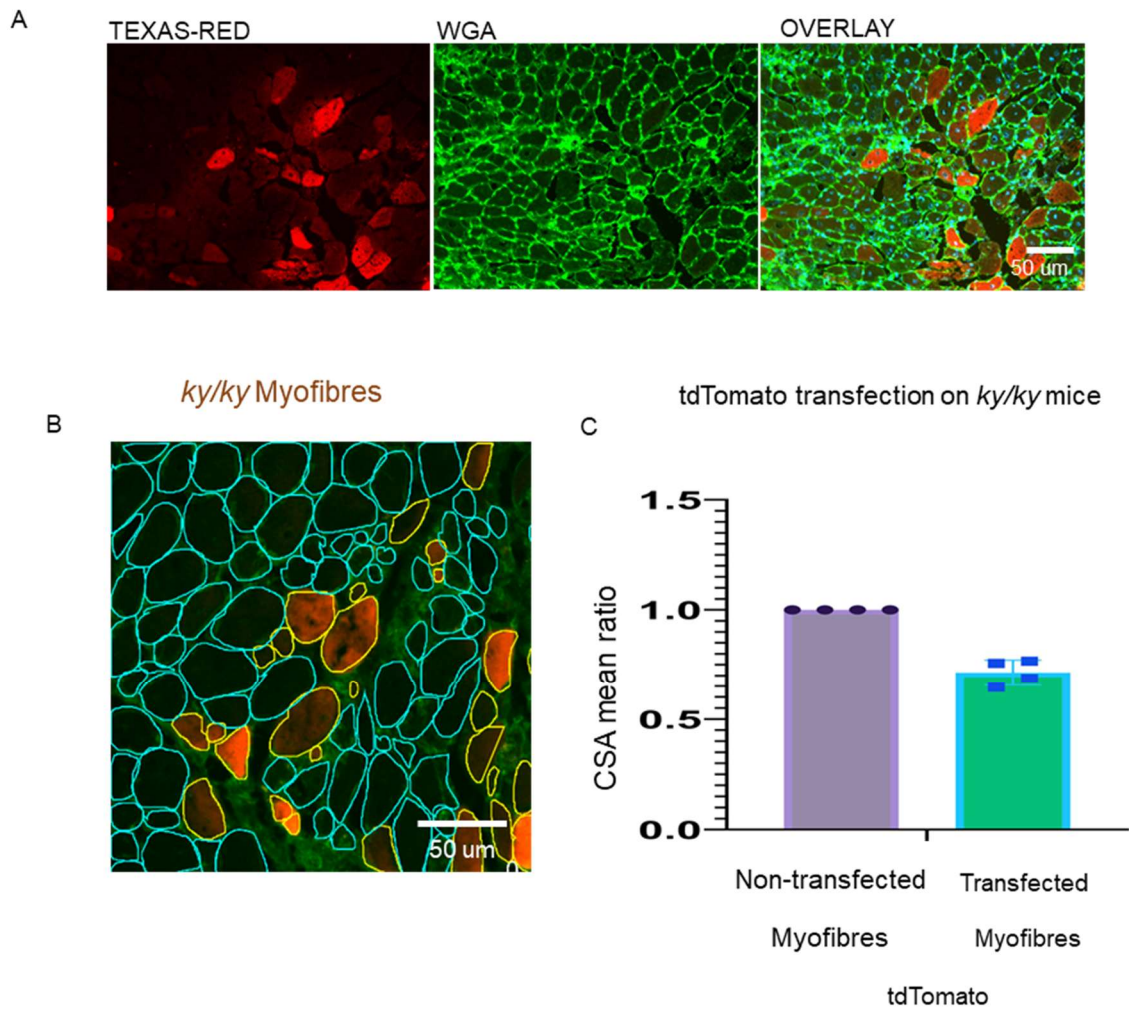 A
TEXAS-RED
WGA
OVERLAY
50 um
ky/ky Myofibres
tdTomato transfection on ky/ky mice
B
C
50 um
0
CSA mean ratio
1.5
1.0
0.5
0.0
Non-transfected
Myofibres
Transfected
Myofibres
tdTomato